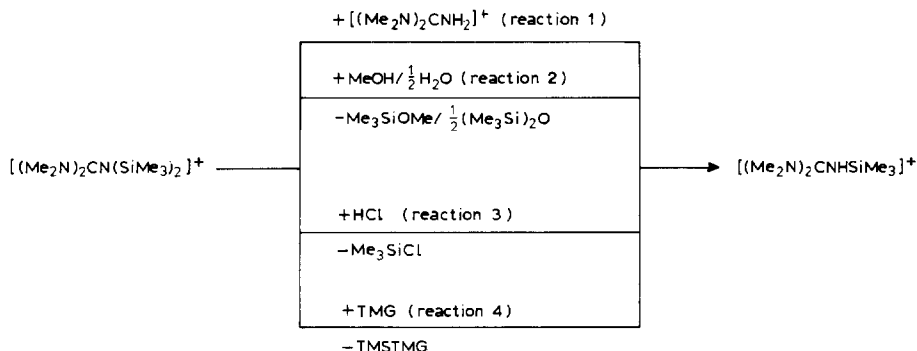 +[(Me₂N)₂CNH₂]⁺ (reaction 1)
+MeOH/ ½H₂O (reaction 2)
−Me₃SiOMe/ ½(Me₃Si)₂O
[(Me₂N)₂CN(SiMe₃)₂]⁺
[(Me₂N)₂CNHSiMe₃]⁺
+HCl (reaction 3)
−Me₃SiCl
+TMG (reaction 4)
−TMSTMG